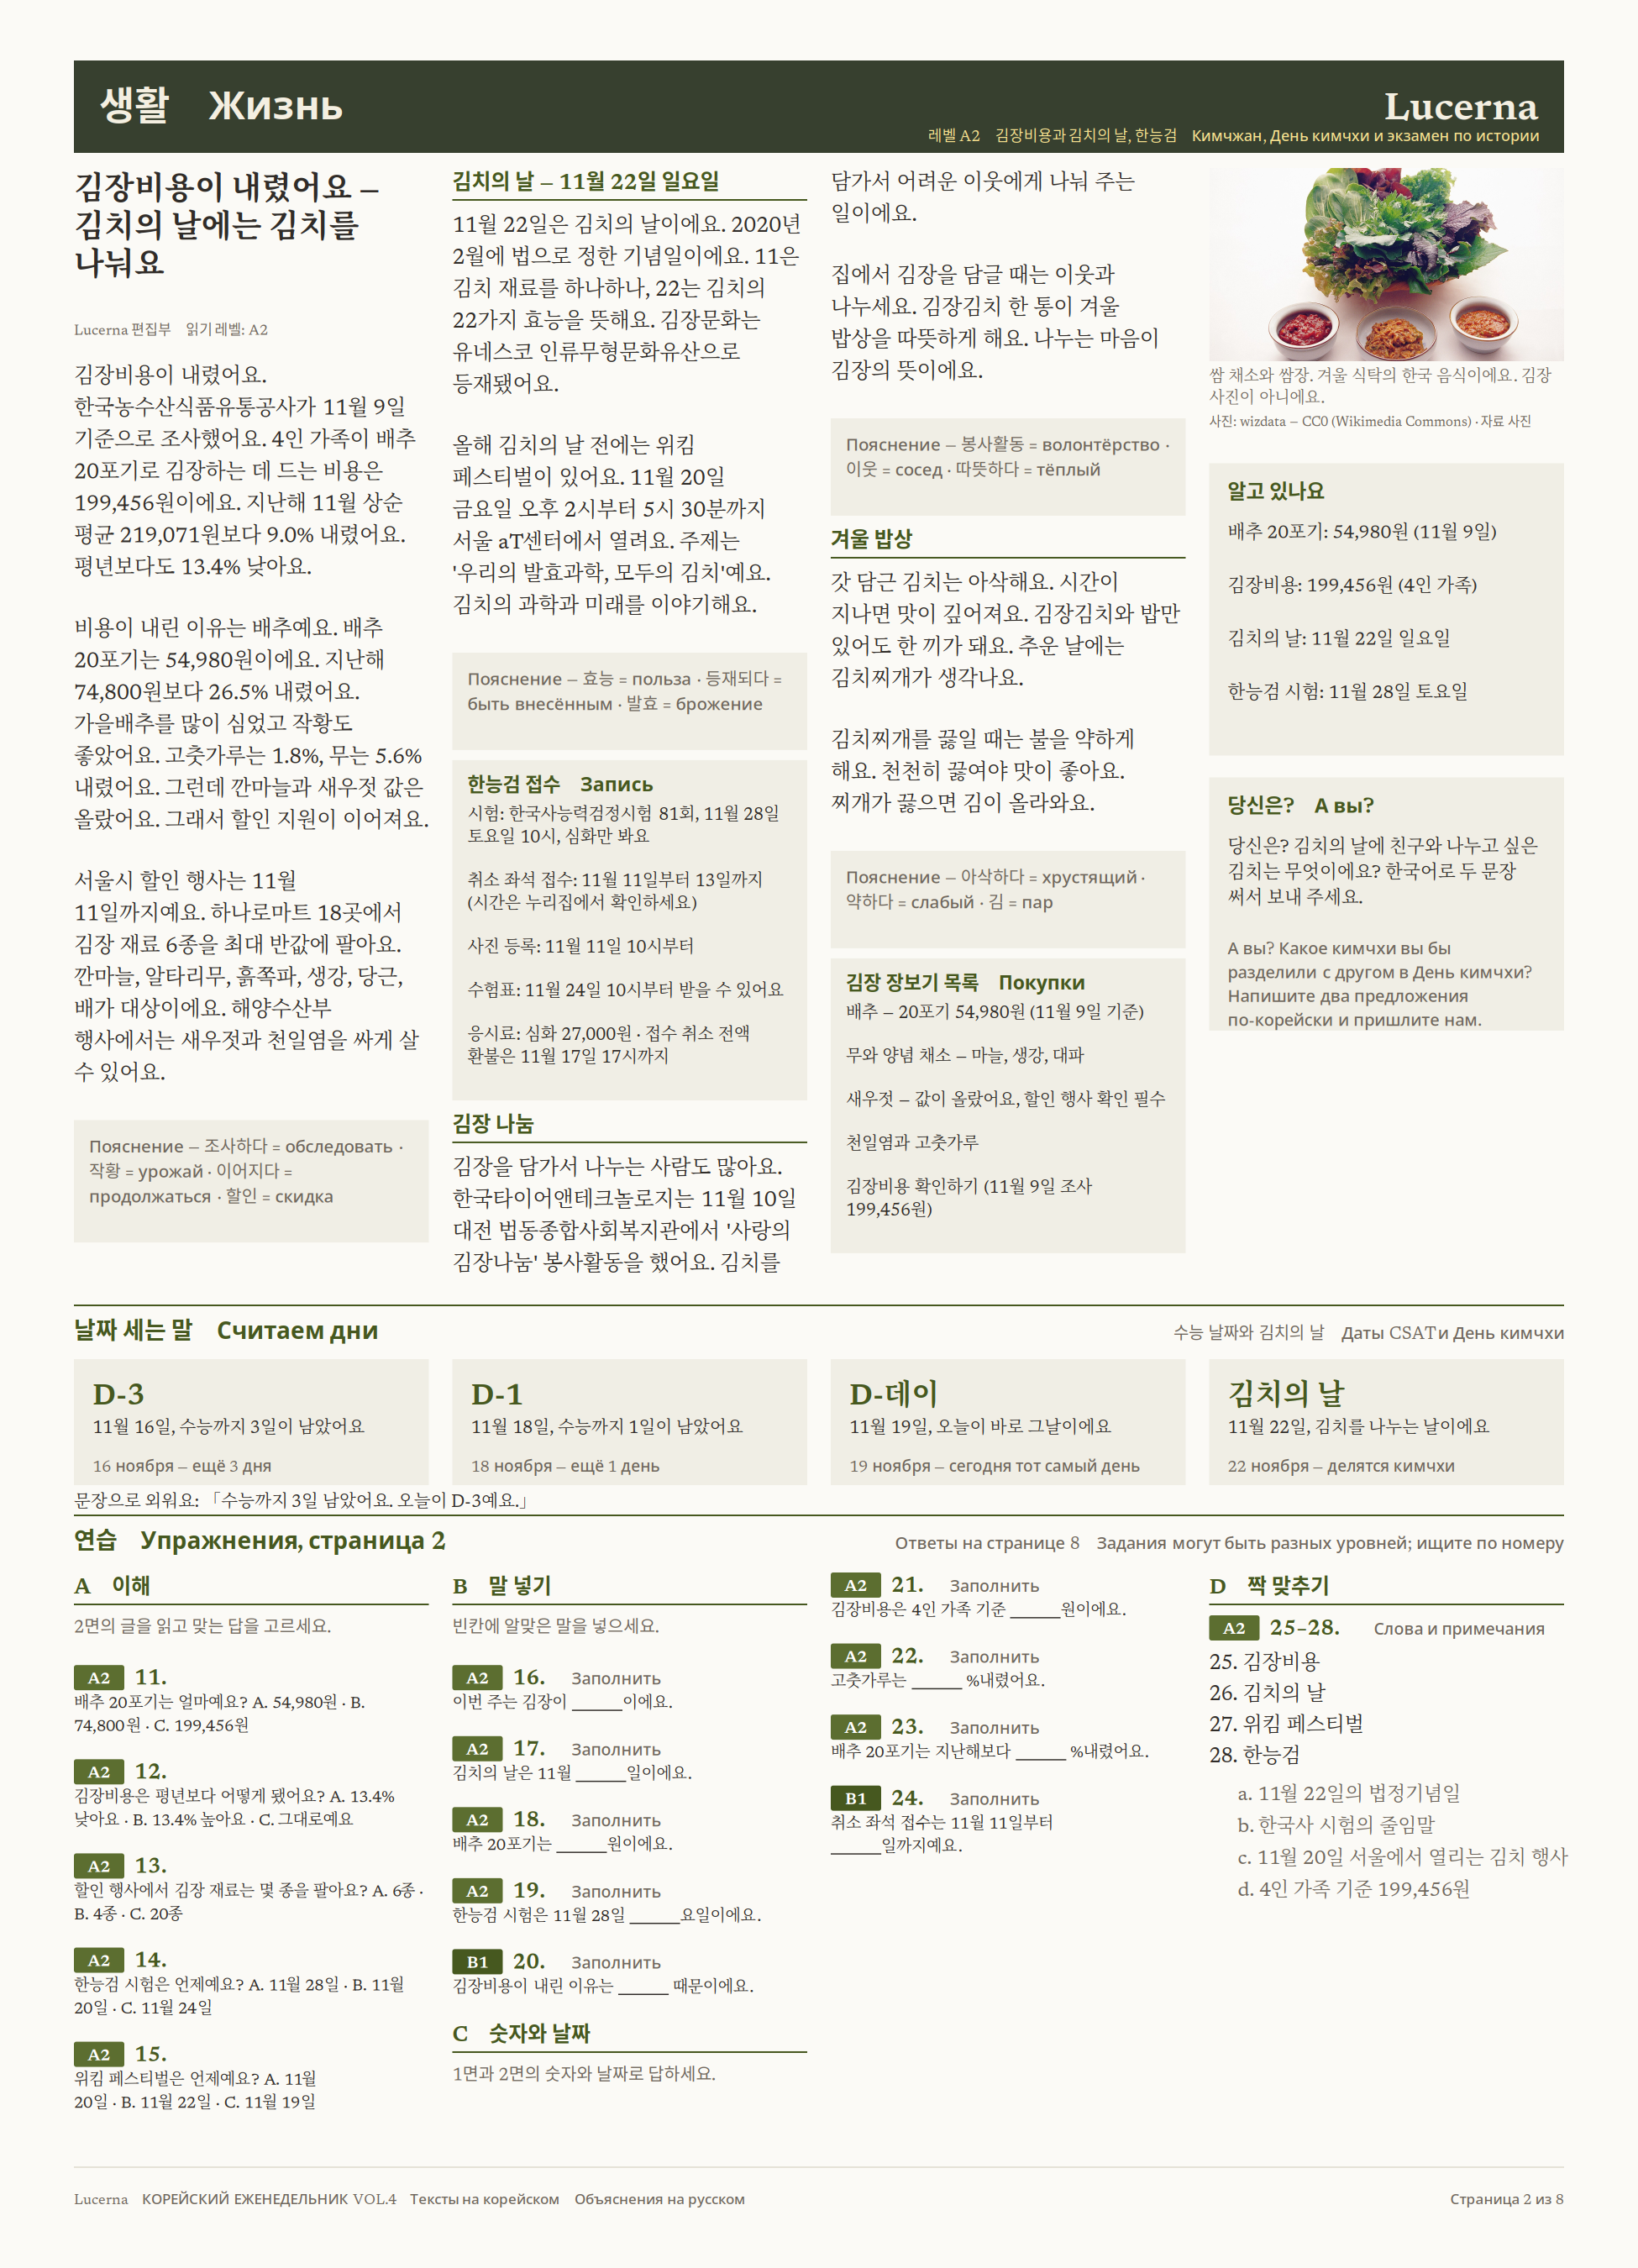 생활 Жизнь
Lucerna
레벨 A2 김장비용과 김치의 날, 한능검 Кимчжан, День кимчхи и экзамен по истории
김장비용이 내렸어요 –
김치의 날에는 김치를
나눠요
Lucerna 편집부 읽기 레벨: A2
김장비용이 내렸어요.
한국농수산식품유통공사가 11월 9일
기준으로 조사했어요. 4인 가족이 배추
20포기로 김장하는 데 드는 비용은
199,456원이에요. 지난해 11월 상순
평균 219,071원보다 9.0% 내렸어요.
평년보다도 13.4% 낮아요.
비용이 내린 이유는 배추예요. 배추
20포기는 54,980원이에요. 지난해
74,800원보다 26.5% 내렸어요.
가을배추를 많이 심었고 작황도
좋았어요. 고춧가루는 1.8%, 무는 5.6%
내렸어요. 그런데 깐마늘과 새우젓 값은
올랐어요. 그래서 할인 지원이 이어져요.
서울시 할인 행사는 11월
11일까지예요. 하나로마트 18곳에서
김장 재료 6종을 최대 반값에 팔아요.
깐마늘, 알타리무, 흙쪽파, 생강, 당근,
배가 대상이에요. 해양수산부
행사에서는 새우젓과 천일염을 싸게 살
수 있어요.
Пояснение – 조사하다 = обследовать ·
작황 = урожай · 이어지다 =
продолжаться · 할인 = скидка
김치의 날 – 11월 22일 일요일
11월 22일은 김치의 날이에요. 2020년
2월에 법으로 정한 기념일이에요. 11은
김치 재료를 하나하나, 22는 김치의
22가지 효능을 뜻해요. 김장문화는
유네스코 인류무형문화유산으로
등재됐어요.
올해 김치의 날 전에는 위킴
페스티벌이 있어요. 11월 20일
금요일 오후 2시부터 5시 30분까지
서울 aT센터에서 열려요. 주제는
'우리의 발효과학, 모두의 김치'예요.
김치의 과학과 미래를 이야기해요.
Пояснение – 효능 = польза · 등재되다 =
быть внесённым · 발효 = брожение
한능검 접수 Запись
시험: 한국사능력검정시험 81회, 11월 28일
토요일 10시, 심화만 봐요
취소 좌석 접수: 11월 11일부터 13일까지
(시간은 누리집에서 확인하세요)
사진 등록: 11월 11일 10시부터
수험표: 11월 24일 10시부터 받을 수 있어요
응시료: 심화 27,000원 · 접수 취소 전액
환불은 11월 17일 17시까지
김장 나눔
김장을 담가서 나누는 사람도 많아요.
한국타이어앤테크놀로지는 11월 10일
대전 법동종합사회복지관에서 '사랑의
김장나눔' 봉사활동을 했어요. 김치를
담가서 어려운 이웃에게 나눠 주는
일이에요.
집에서 김장을 담글 때는 이웃과
나누세요. 김장김치 한 통이 겨울
밥상을 따뜻하게 해요. 나누는 마음이
김장의 뜻이에요.
Пояснение – 봉사활동 = волонтёрство ·
이웃 = сосед · 따뜻하다 = тёплый
겨울 밥상
갓 담근 김치는 아삭해요. 시간이
지나면 맛이 깊어져요. 김장김치와 밥만
있어도 한 끼가 돼요. 추운 날에는
김치찌개가 생각나요.
김치찌개를 끓일 때는 불을 약하게
해요. 천천히 끓여야 맛이 좋아요.
찌개가 끓으면 김이 올라와요.
Пояснение – 아삭하다 = хрустящий ·
약하다 = слабый · 김 = пар
김장 장보기 목록 Покупки
배추 – 20포기 54,980원 (11월 9일 기준)
무와 양념 채소 – 마늘, 생강, 대파
새우젓 – 값이 올랐어요, 할인 행사 확인 필수
천일염과 고춧가루
김장비용 확인하기 (11월 9일 조사
199,456원)
쌈 채소와 쌈장. 겨울 식탁의 한국 음식이에요. 김장
사진이 아니에요.
사진: wizdata – CC0 (Wikimedia Commons) · 자료 사진
알고 있나요
배추 20포기: 54,980원 (11월 9일)
김장비용: 199,456원 (4인 가족)
김치의 날: 11월 22일 일요일
한능검 시험: 11월 28일 토요일
당신은? А вы?
당신은? 김치의 날에 친구와 나누고 싶은
김치는 무엇이에요? 한국어로 두 문장
써서 보내 주세요.
А вы? Какое кимчхи вы бы
разделили с другом в День кимчхи?
Напишите два предложения
по-корейски и пришлите нам.
날짜 세는 말 Считаем дни
수능 날짜와 김치의 날 Даты CSAT и День кимчхи
D-3
11월 16일, 수능까지 3일이 남았어요
16 ноября – ещё 3 дня
D-1
11월 18일, 수능까지 1일이 남았어요
18 ноября – ещё 1 день
D-데이
11월 19일, 오늘이 바로 그날이에요
19 ноября – сегодня тот самый день
김치의 날
11월 22일, 김치를 나누는 날이에요
22 ноября – делятся кимчхи
문장으로 외워요: 「수능까지 3일 남았어요. 오늘이 D-3예요.」
연습 Упражнения, страница 2
Ответы на странице 8 Задания могут быть разных уровней; ищите по номеру
A 이해
2면의 글을 읽고 맞는 답을 고르세요.
A2 11.
배추 20포기는 얼마예요? A. 54,980원 · B.
74,800원 · C. 199,456원
A2 12.
김장비용은 평년보다 어떻게 됐어요? A. 13.4%
낮아요 · B. 13.4% 높아요 · C. 그대로예요
A2 13.
할인 행사에서 김장 재료는 몇 종을 팔아요? A. 6종 ·
B. 4종 · C. 20종
A2 14.
한능검 시험은 언제예요? A. 11월 28일 · B. 11월
20일 · C. 11월 24일
A2 15.
위킴 페스티벌은 언제예요? A. 11월
20일 · B. 11월 22일 · C. 11월 19일
B 말 넣기
빈칸에 알맞은 말을 넣으세요.
A2 16. Заполнить
이번 주는 김장이 ______이에요.
A2 17. Заполнить
김치의 날은 11월 ______일이에요.
A2 18. Заполнить
배추 20포기는 ______원이에요.
A2 19. Заполнить
한능검 시험은 11월 28일 ______요일이에요.
B1 20. Заполнить
김장비용이 내린 이유는 ______ 때문이에요.
C 숫자와 날짜
1면과 2면의 숫자와 날짜로 답하세요.
A2 21. Заполнить
김장비용은 4인 가족 기준 ______원이에요.
A2 22. Заполнить
고춧가루는 ______ %내렸어요.
A2 23. Заполнить
배추 20포기는 지난해보다 ______ %내렸어요.
B1 24. Заполнить
취소 좌석 접수는 11월 11일부터
______일까지예요.
D 짝 맞추기
A2 25–28. Слова и примечания
25. 김장비용
26. 김치의 날
27. 위킴 페스티벌
28. 한능검
a. 11월 22일의 법정기념일
b. 한국사 시험의 줄임말
c. 11월 20일 서울에서 열리는 김치 행사
d. 4인 가족 기준 199,456원
Lucerna КОРЕЙСКИЙ ЕЖЕНЕДЕЛЬНИК VOL.4 Тексты на корейском Объяснения на русском
Страница 2 из 8